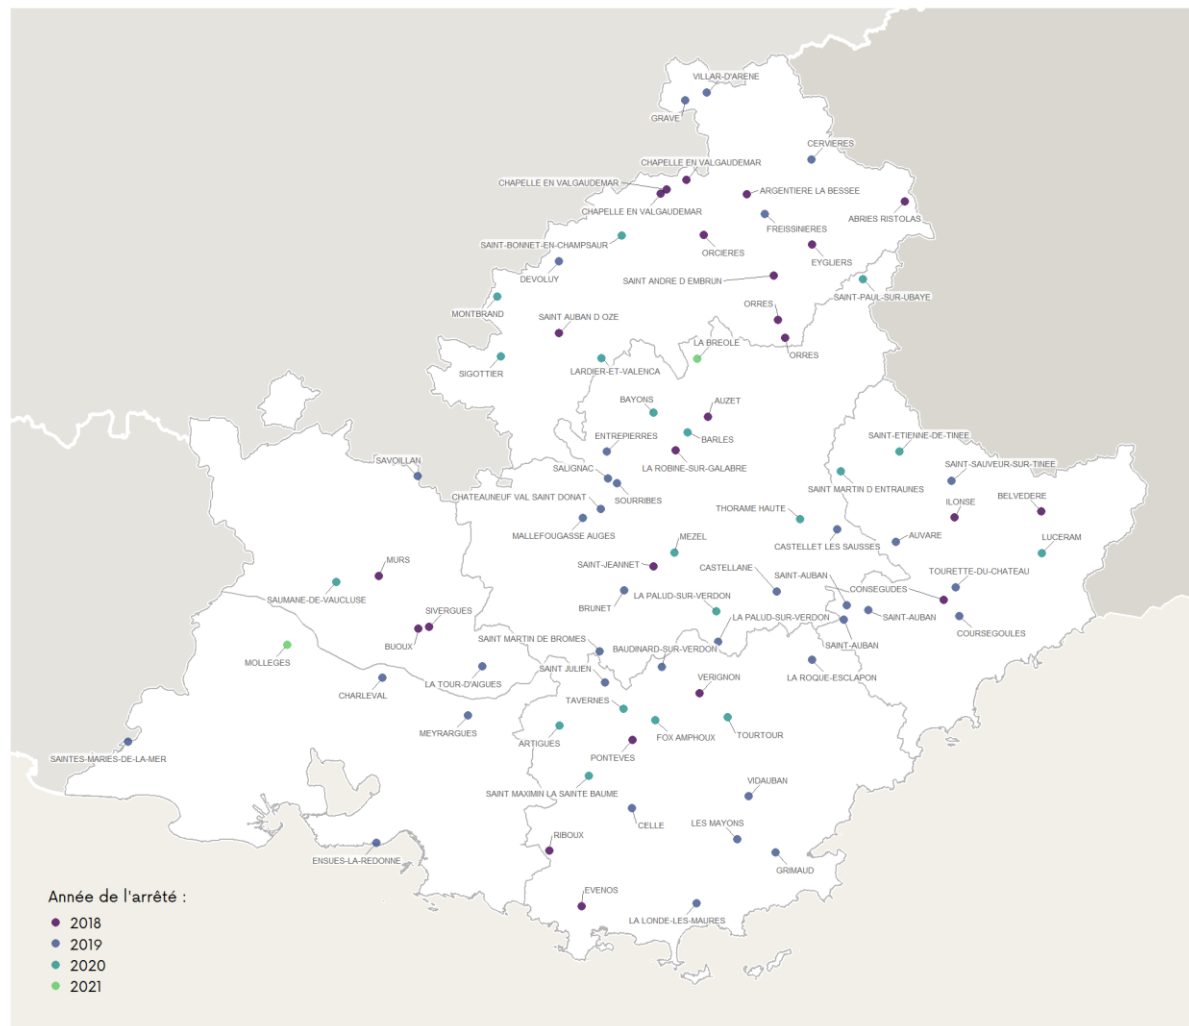 VILLAR-D'ARENE
GRAVE
CERVIERES
CHAPELLE EN VALGAUDEMAR
CHAPELLE EN VALGAUDEMAR
ARGENTIERE LA BESSEE
CHAPELLE EN VALGAUDEMAR
ABRIES RISTOLAS
FREISSINIERES
SAINT-BONNET-EN-CHAMPSAUR
ORCIERES
EYGLIERS
DEVOLUY
SAINT ANDRE D EMBRUN
SAINT-PAUL-SUR-UBAYE
ORRES
MONTBRAND
SAINT AUBAN D OZE
LA BREOLE
ORRES
SIGOTTIER
LARDIER-ET-VALENCA
BAYONS
AUZET
ENTREPIERRES
BARLES
SAINT-ETIENNE-DE-TINEE
SAVOILLAN
SALIGNAC
LA ROBINE-SUR-GALABRE
SAINT-SAUVEUR-SUR-TINEE
SAINT MARTIN D ENTRAUNES
CHATEAUNEUF VAL SAINT DONAT
SOURRIBES
ILONSE
BELVEDERE
THORAME HAUTE
MALLEFOUGASSE AUGES
AUVARE
MEZEL
CASTELLET LES SAUSSES
LUCERAM
MURS
SAINT-JEANNET
CASTELLANE
SAINT-AUBAN
TOURETTE-DU-CHATEAU
CONSEGUDES
SAUMANE-DE-VAUCLUSE
LA PALUD-SUR-VERDON
BRUNET
SIVERGUES
LA PALUD-SUR-VERDON
SAINT-AUBAN
COURSEGOULES
SAINT MARTIN DE BROMES
BUOUX
BAUDINARD-SUR-VERDON
SAINT-AUBAN
MOLLEGES
SAINT JULIEN
VERIGNON
LA ROQUE-ESCLAPON
LA TOUR-D'AIGUES
CHARLEVAL
TAVERNES
MEYRARGUES
FOX AMPHOUX
TOURTOUR
ARTIGUES
PONTEVES
SAINTES-MARIES-DE-LA-MER
VIDAUBAN
SAINT MAXIMIN LA SAINTE BAUME
LES MAYONS
CELLE
RIBOUX
ENSUES-LA-REDONNE
GRIMAUD
EVENOS
LA LONDE-LES-MAURES
Année de l'arrêté :
2018
2019
2020
2021